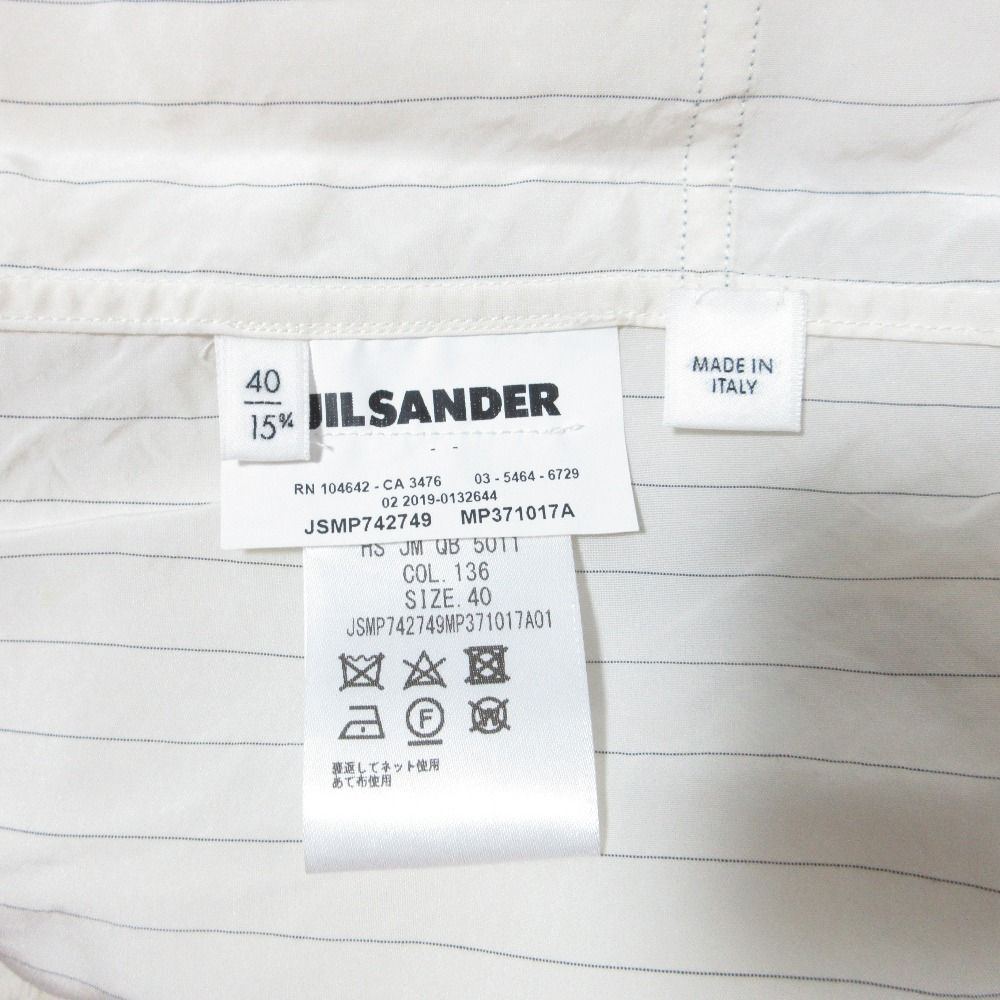 40
15¾
JIL SANDER
- -
RN 104642 - CA 3476 03 - 5464 - 6729
02 2019-0132644
JSMP742749 MP371017A
MADE IN
ITALY
HS JM QB 5011
COL.136
SIZE.40
JSMP742749MP371017A01
F
W
裏返してネット使用
あて布使用